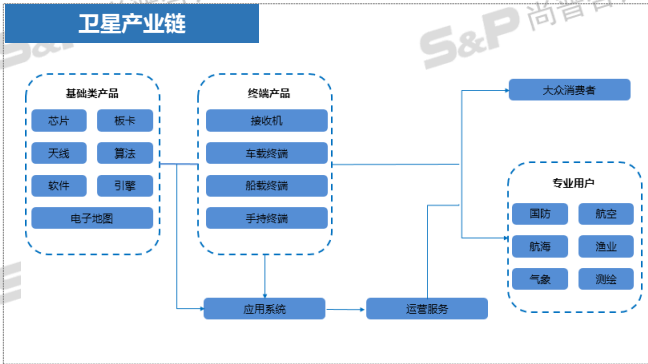 卫星产业链
S&P 尚普咨
基础类产品
芯片 板卡
天线 算法
软件 引擎
电子地图
终端产品
接收机
车载终端
船载终端
手持终端
应用系统
运营服务
大众消费者
专业用户
国防 航空
航海 渔业
气象 测绘